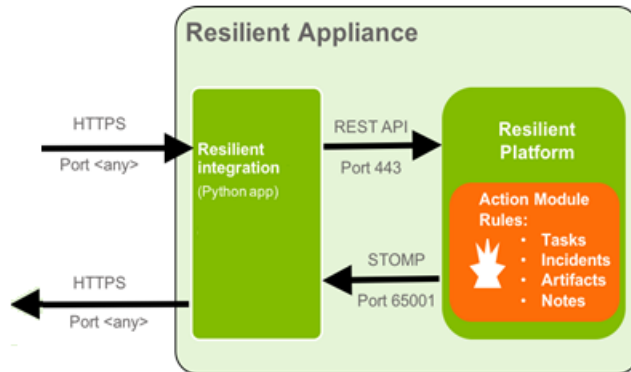 Resilient Appliance
HTTPS
Port <any>
Resilient
integration
(Python app)
REST API
Port 443
Resilient
Platform
Action Module
Rules:
• Tasks
• Incidents
• Artifacts
• Notes
STOMP
Port 65001
HTTPS
Port <any>